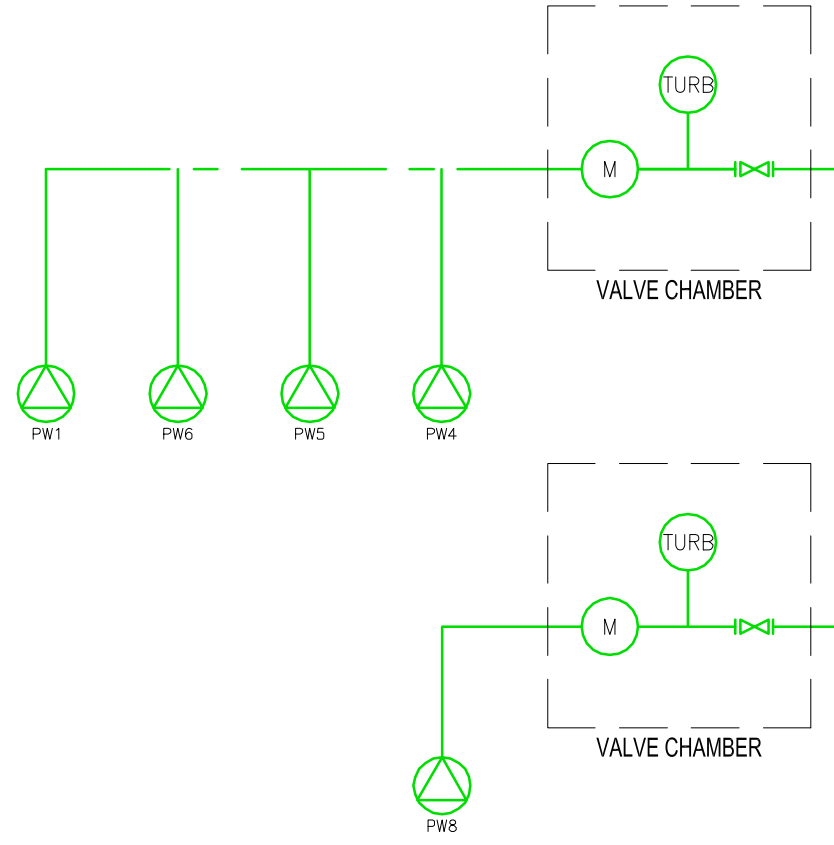 TURB
M
VALVE CHAMBER
PW1
PW6
PW5
PW4
TURB
M
VALVE CHAMBER
PW8